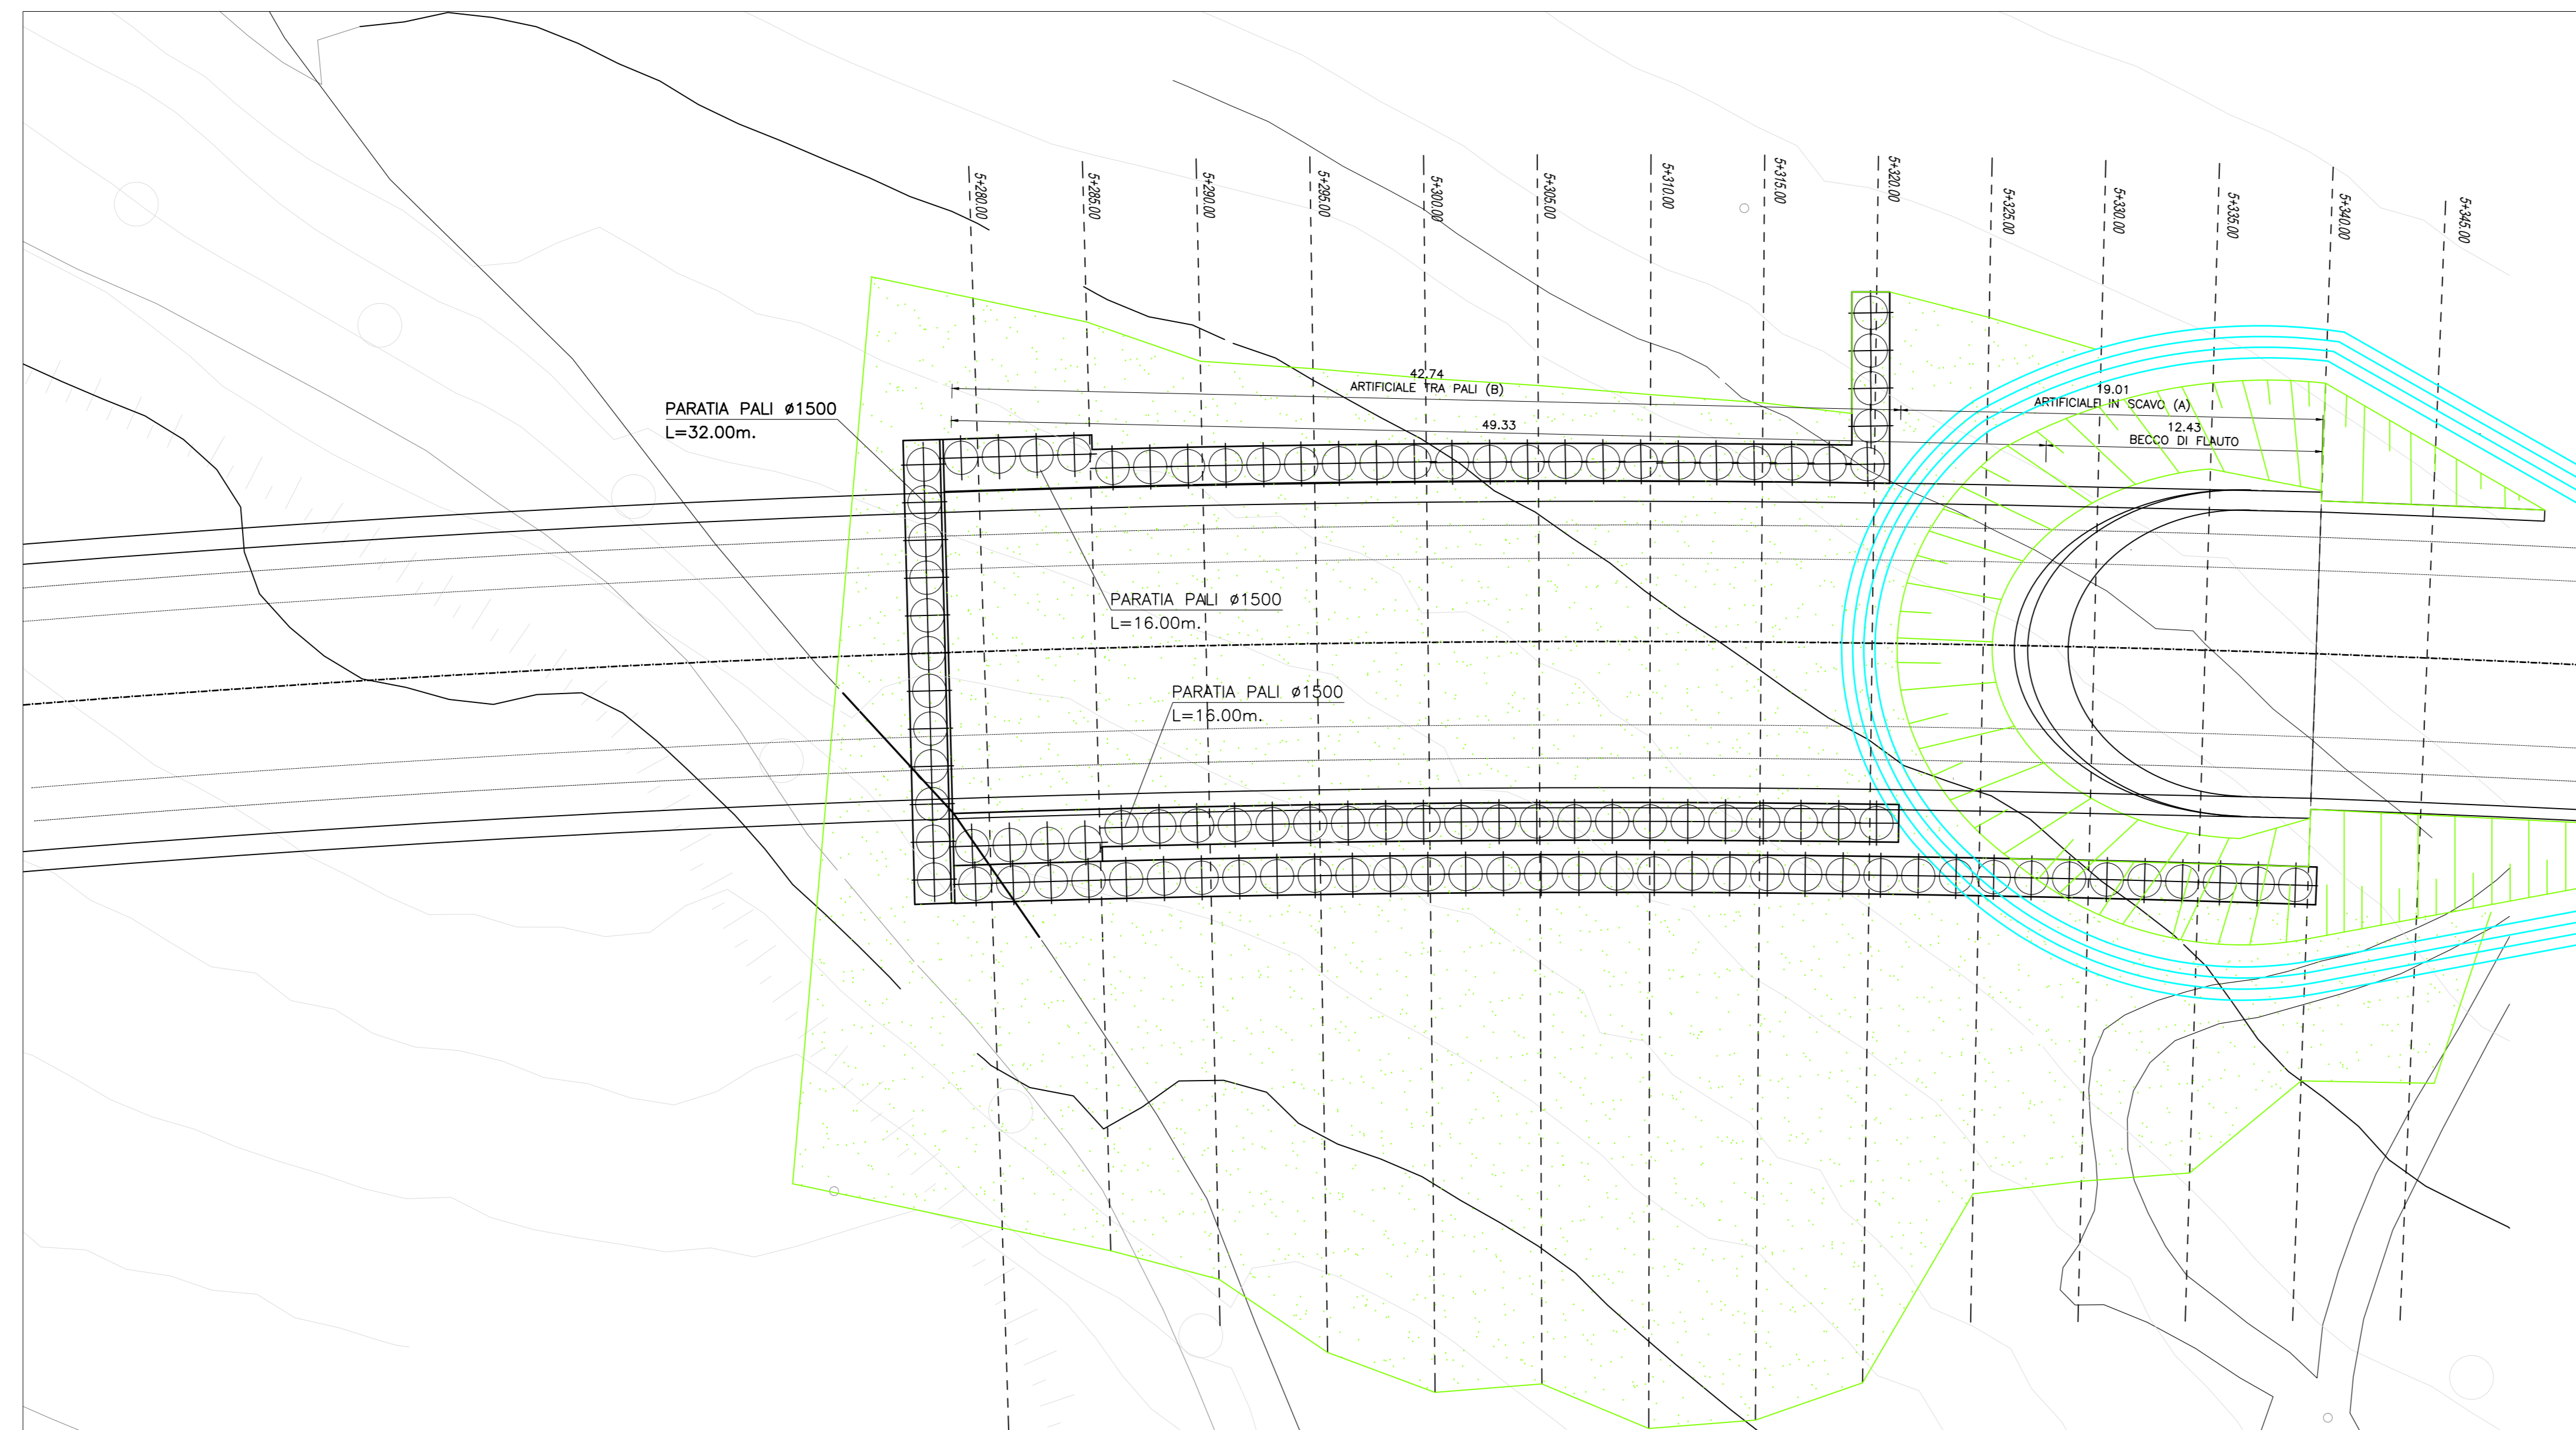 5+280.00
5+285.00
5+290.00
5+295.00
5+300.00
5+305.00
5+310.00
5+315.00
5+320.00
5+325.00
5+330.00
5+335.00
5+340.00
5+345.00
42.74
ARTIFICIALE TRA PALI (B)
19.01
ARTIFICIALE IN SCAVO (A)
49.33
12.43
BECCO DI FLAUTO
PARATIA PALI ø1500
L=32.00m.
PARATIA PALI ø1500
L=16.00m.
PARATIA PALI ø1500
L=16.00m.